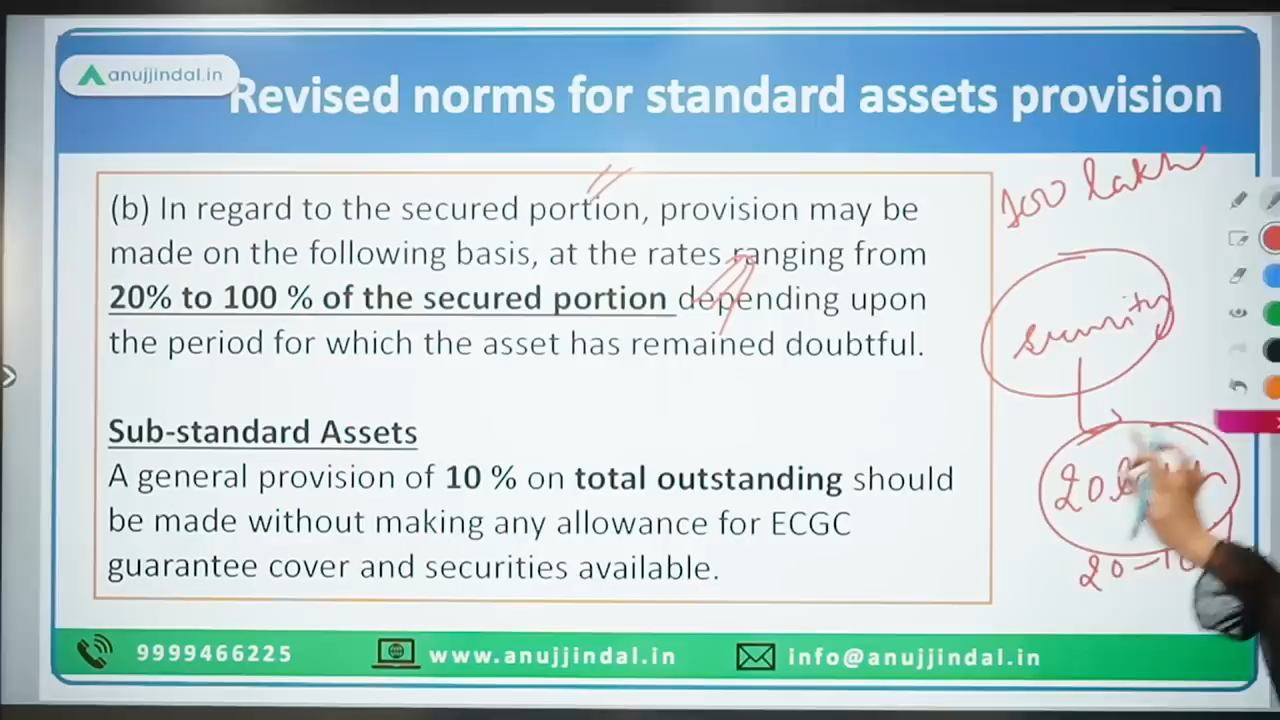 anujjindal.in
Revised norms for standard assets provision
(b) In regard to the secured portion, provision may be
made on the following basis, at the rates ranging from
20% to 100 % of the secured portion depending upon
the period for which the asset has remained doubtful.
Sub-standard Assets
A general provision of 10 % on total outstanding should
be made without making any allowance for ECGC
guarantee cover and securities available.
100 lakh
security
20
20-10
9999466225
www.anujjindal.in
info@anujjindal.in